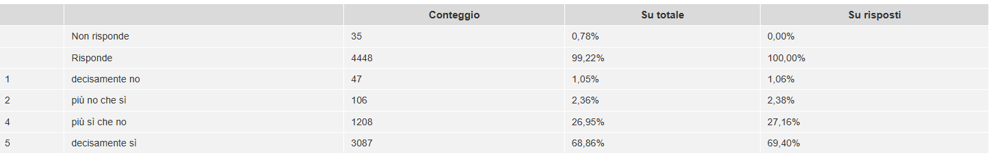 Conteggio Su totale Su risposti
Non risponde 35 0,78% 0,00%
Risponde 4448 99,22% 100,00%
1 decisamente no 47 1,05% 1,06%
2 più no che sì 106 2,36% 2,38%
4 più sì che no 1208 26,95% 27,16%
5 decisamente sì 3087 68,86% 69,40%